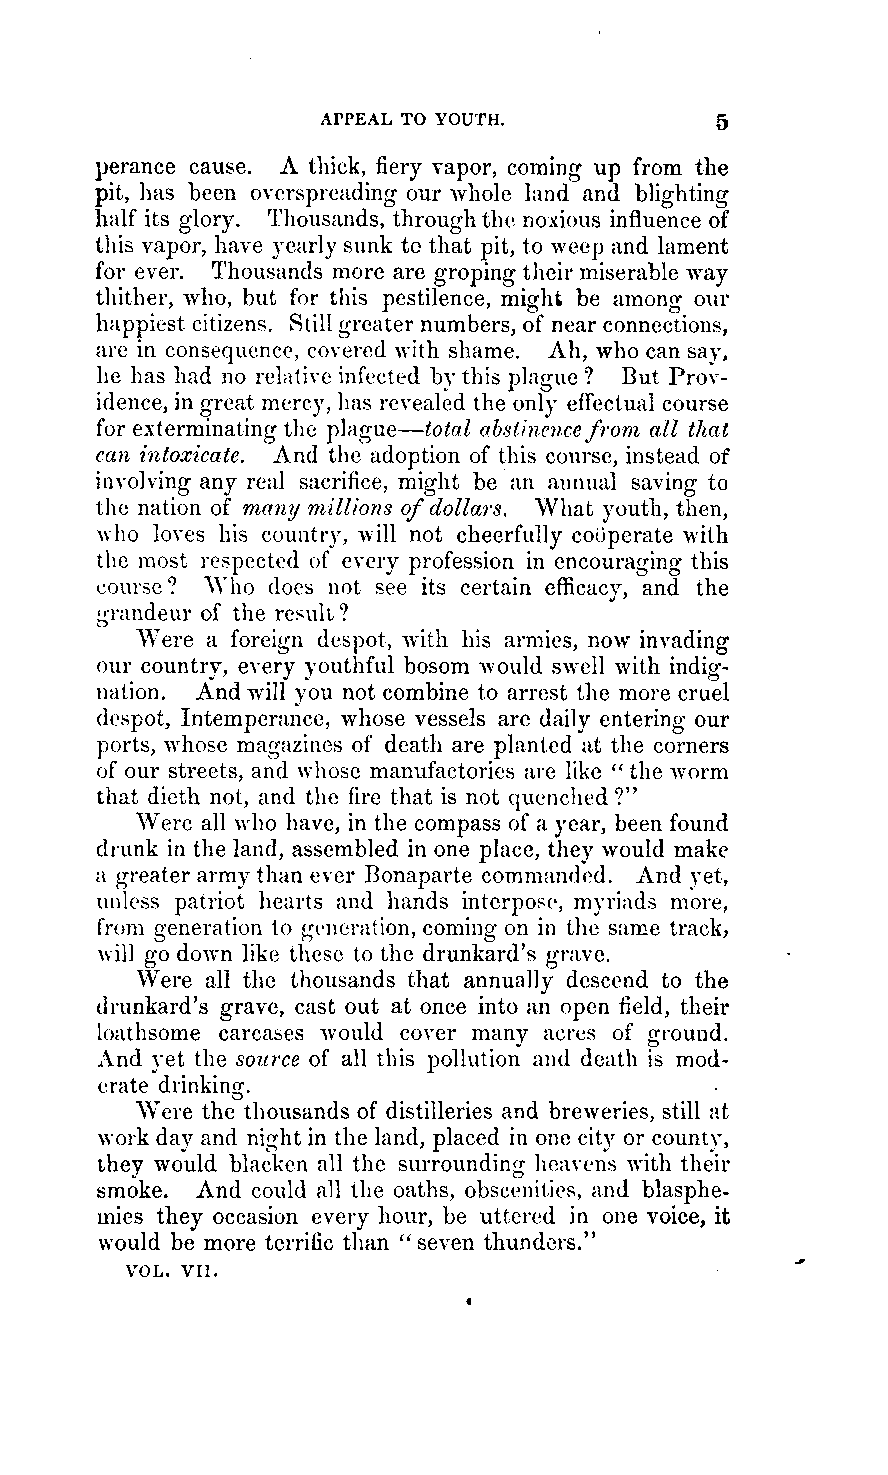 APPEAL TO YOUTH. 5
perance cause. A thick, fiery vapor, coming up from the
pit, has been overspreading our whole land and blighting
half its glory. Thousands, through the noxious influence of
this vapor, have yearly sunk to that pit, to weep and lament
for ever. Thousands more are groping their miserable way
thither, who, but for this pestilence, might be among our
happiest citizens. Still greater numbers, of near connections,
are in consequence, covered with shame. Ah, who can say,
he has had no relative infected by this plague? But Prov-
idence, in great mercy, has revealed the only effectual course
for exterminating the plague—total abstinence from all that
can intoxicate. And the adoption of this course, instead of
involving any real sacrifice, might be an annual saving to
the nation of many millions of dollars. What youth, then,
who loves his country, will not cheerfully coöperate with
the most respected of every profession in encouraging this
course? Who does not see its certain efficacy, and the
grandeur of the result?
Were a foreign despot, with his armies, now invading
our country, every youthful bosom would swell with indig-
nation. And will you not combine to arrest the more cruel
despot, Intemperance, whose vessels are daily entering our
ports, whose magazines of death are planted at the corners
of our streets, and whose manufactories are like "the worm
that dieth not, and the fire that is not quenched?"
Were all who have, in the compass of a year, been found
drunk in the land, assembled in one place, they would make
a greater army than ever Bonaparte commanded. And yet,
unless patriot hearts and hands interpose, myriads more,
from generation to generation, coming on in the same track,
will go down like these to the drunkard's grave.
Were all the thousands that annually descend to the
drunkard's grave, cast out at once into an open field, their
loathsome carcases would cover many acres of ground.
And yet the source of all this pollution and death is mod-
erate drinking.
Were the thousands of distilleries and breweries, still at
work day and night in the land, placed in one city or county,
they would blacken all the surrounding heavens with their
smoke. And could all the oaths, obscenities, and blasphe-
mies they occasion every hour, be uttered in one voice, it
would be more terrific than "seven thunders."
VOL. VII.